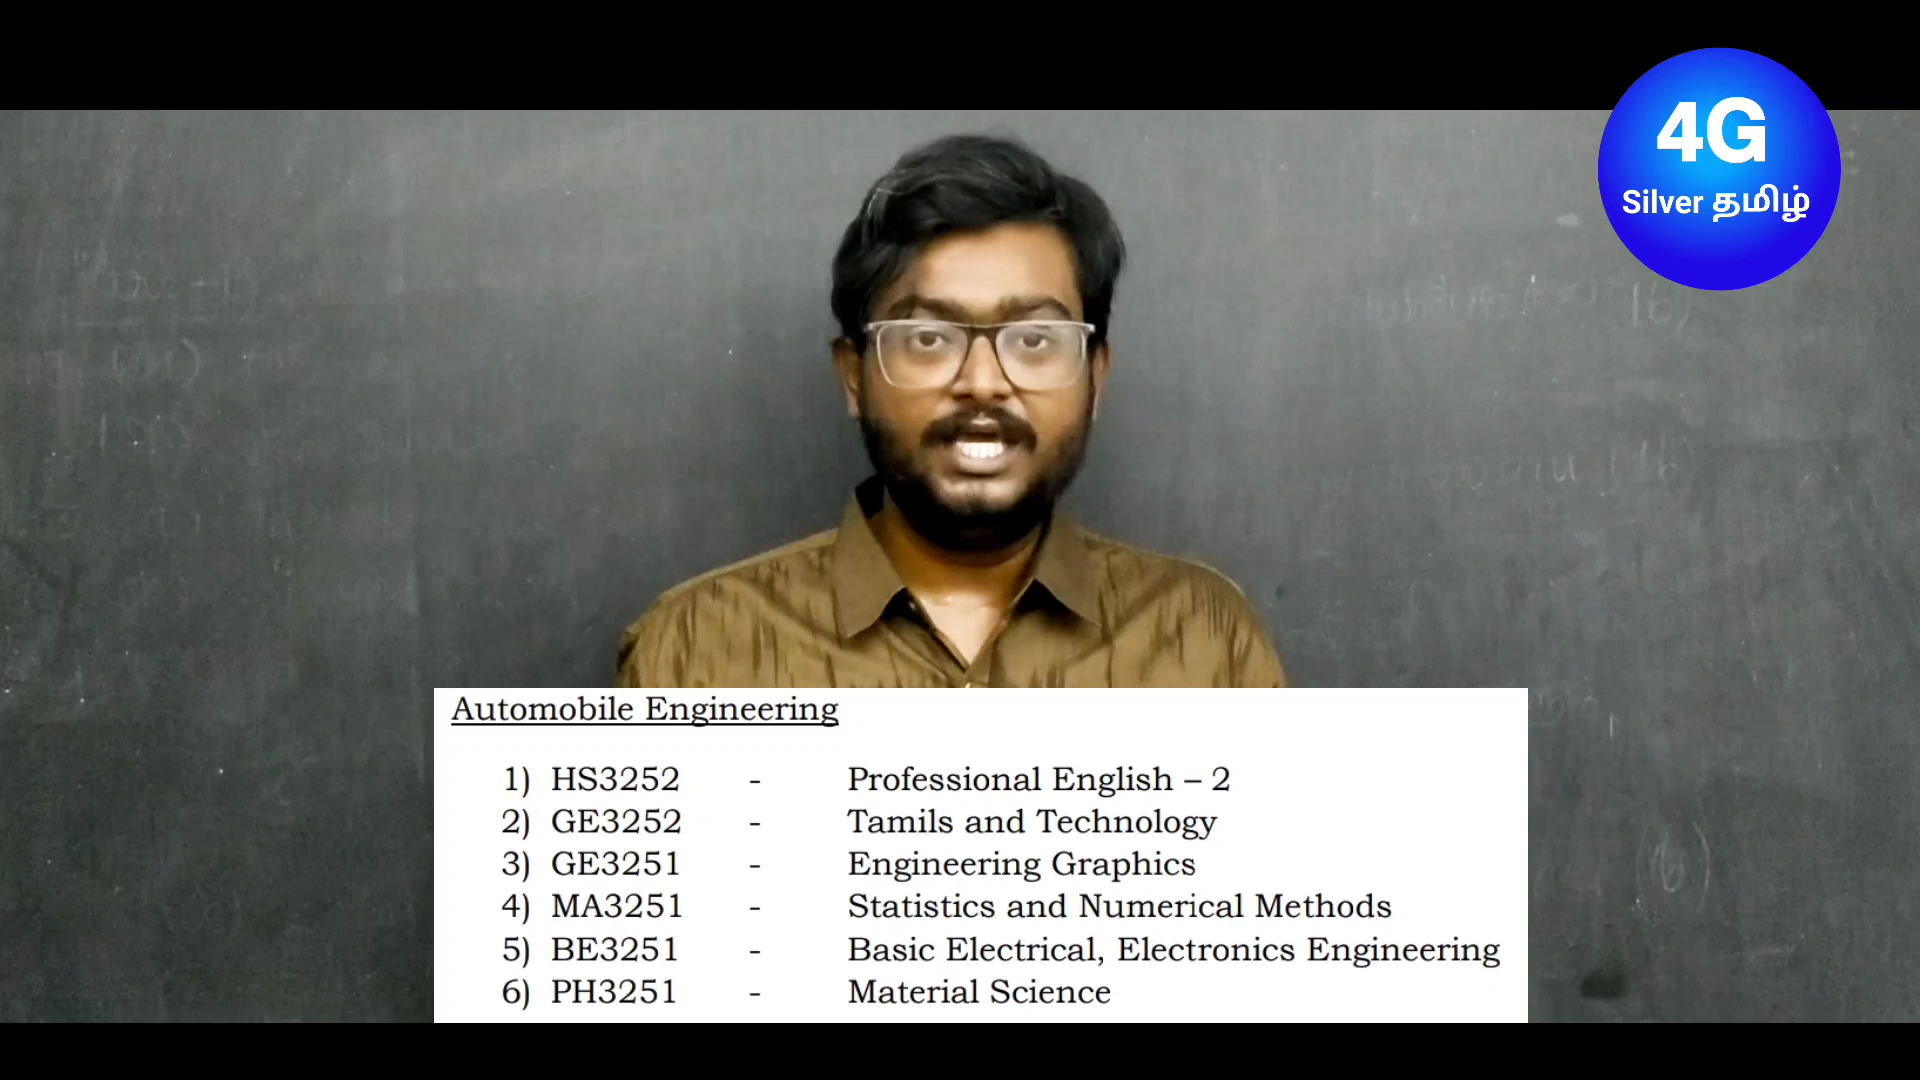 4G
Silver தமிழ்
Automobile Engineering
1) HS3252 - Professional English – 2
2) GE3252 - Tamils and Technology
3) GE3251 - Engineering Graphics
4) MA3251 - Statistics and Numerical Methods
5) BE3251 - Basic Electrical, Electronics Engineering
6) PH3251 - Material Science